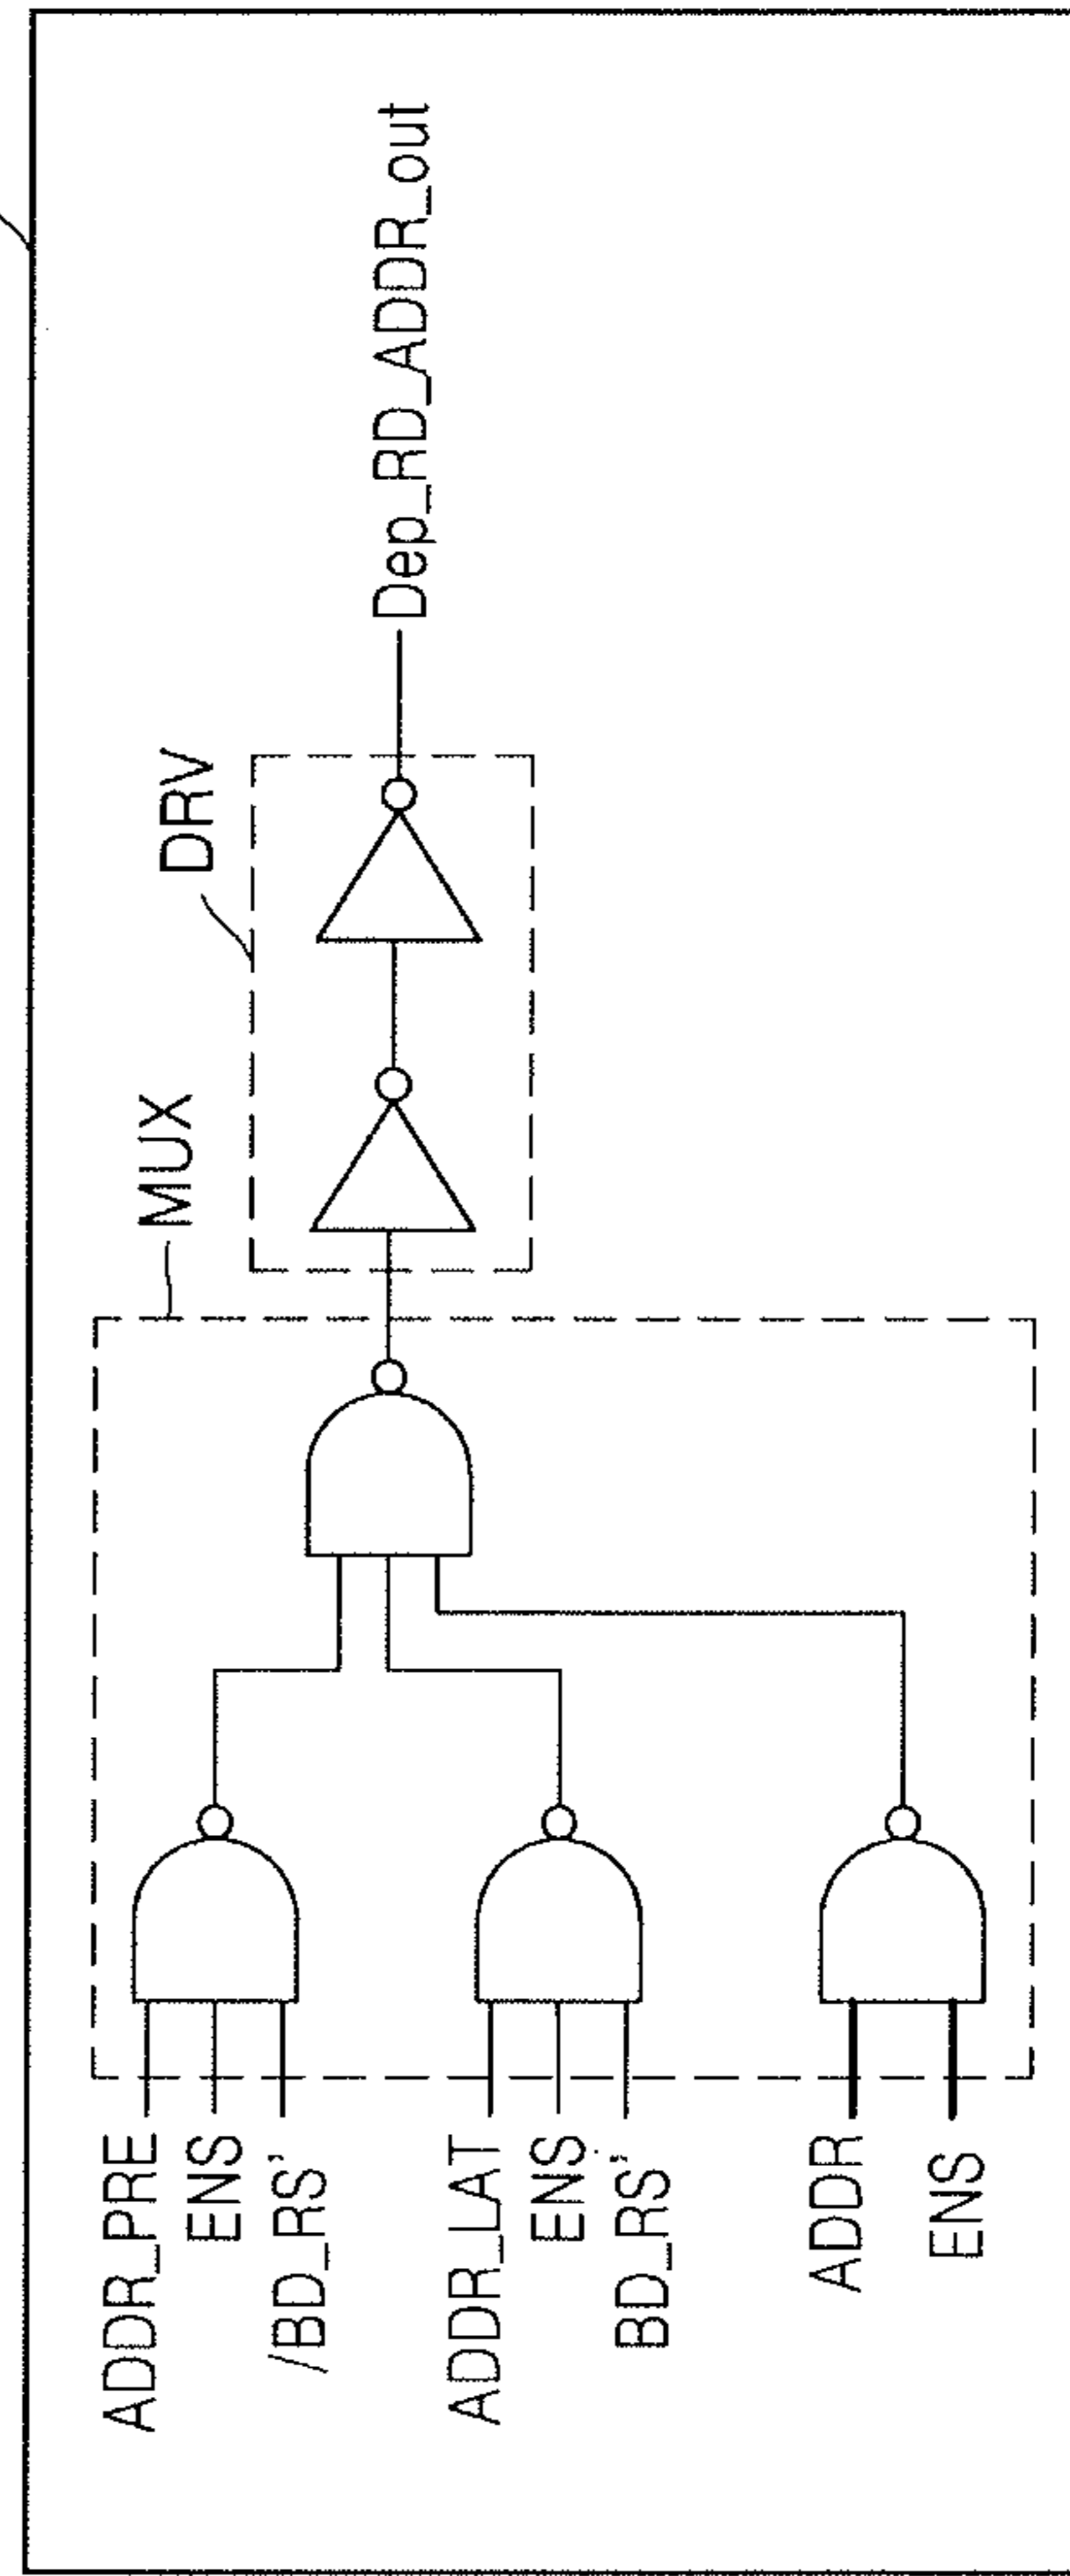 MUX
DRV
ADDR_PRE
ENS
/BD_RS'
ADDR_LAT
ENS
BD_RS'
ADDR
ENS
Dep_RD_ADDR_out